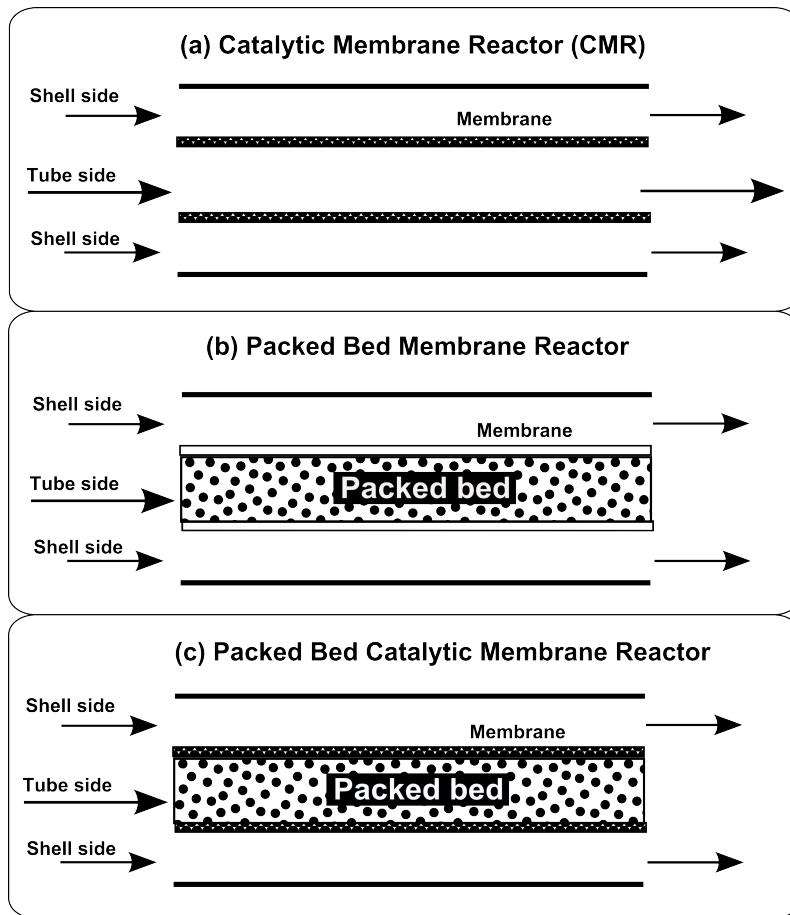 (a) Catalytic Membrane Reactor (CMR)
Shell side
Membrane
Tube side
Shell side
(b) Packed Bed Membrane Reactor
Shell side
Membrane
Tube side
Packed bed
Shell side
(c) Packed Bed Catalytic Membrane Reactor
Shell side
Membrane
Tube side
Packed bed
Shell side